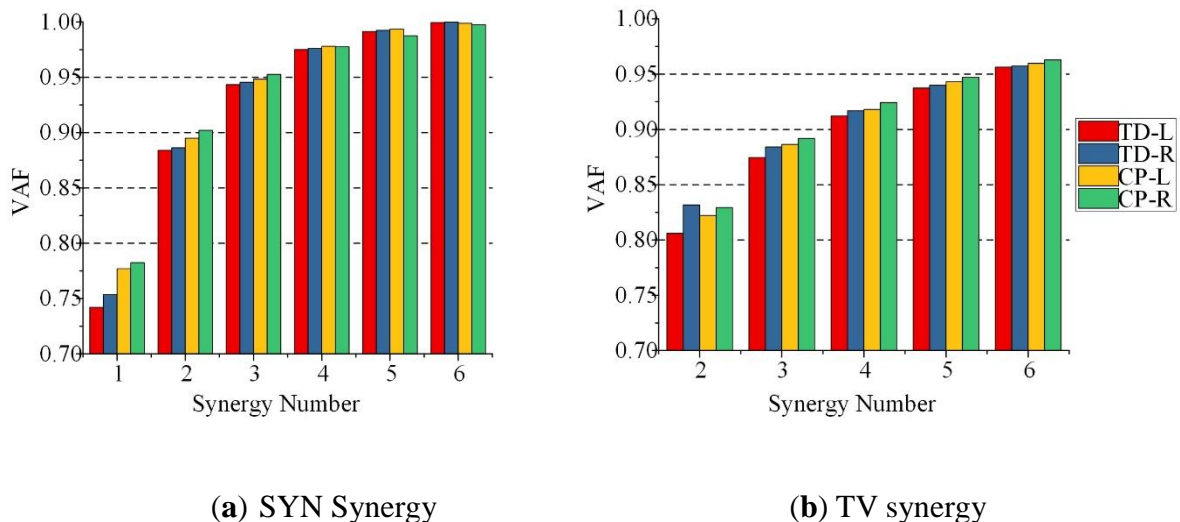 1.00
0.95
0.90
0.85
0.80
0.75
0.70
VAF
1 2 3 4 5 6
Synergy Number
1.00
0.95
0.90
0.85
0.80
0.75
0.70
VAF
2 3 4 5 6
Synergy Number
TD-L
TD-R
CP-L
CP-R
(a) SYN Synergy
(b) TV synergy